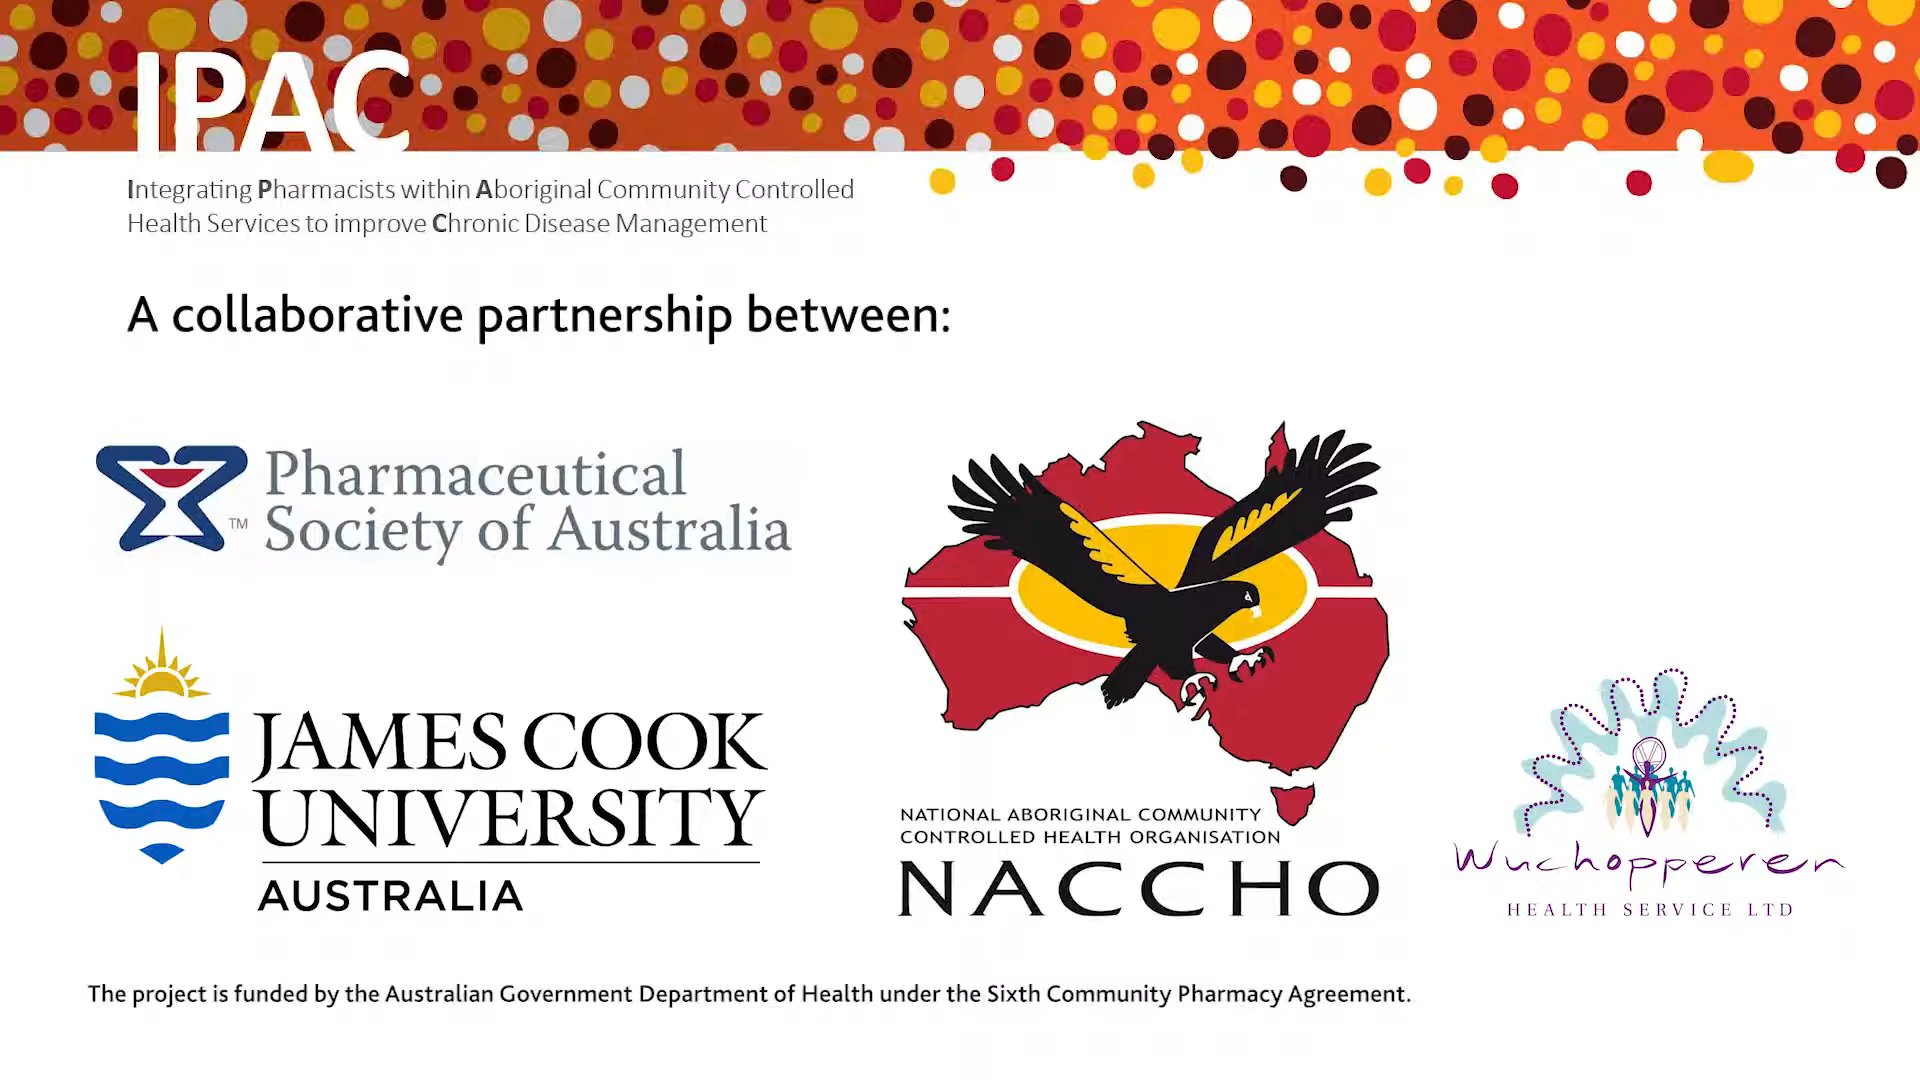 IPAC
Integrating Pharmacists within Aboriginal Community Controlled
Health Services to improve Chronic Disease Management
A collaborative partnership between:
Pharmaceutical
Society of Australia
TM
JAMES COOK
UNIVERSITY
AUSTRALIA
NATIONAL ABORIGINAL COMMUNITY
CONTROLLED HEALTH ORGANISATION
NACCHO
Wuchopperen
HEALTH SERVICE LTD
The project is funded by the Australian Government Department of Health under the Sixth Community Pharmacy Agreement.